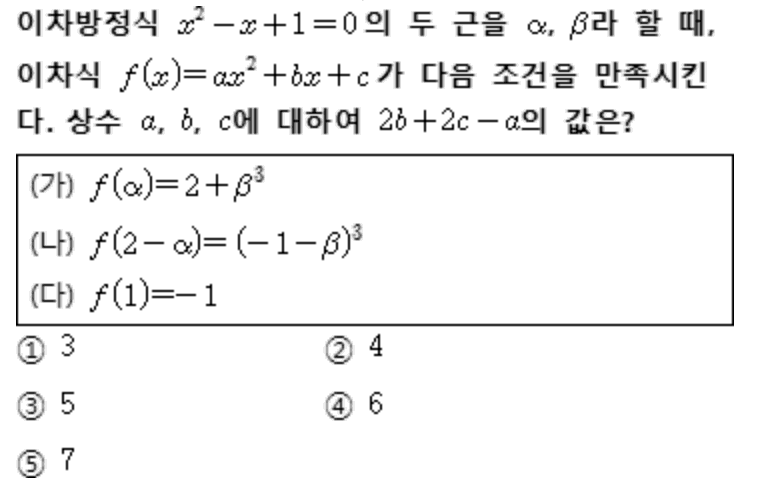 이차방정식 x²−x+1=0의 두 근을 α, β라 할 때,
이차식 f(x)=ax²+bx+c가 다음 조건을 만족시킨
다. 상수 a, b, c에 대하여 2b+2c−a의 값은?
(가) f(α)=2+β³
(나) f(2−α)=(−1−β)³
(다) f(1)=−1
① 3 ② 4
③ 5 ④ 6
⑤ 7